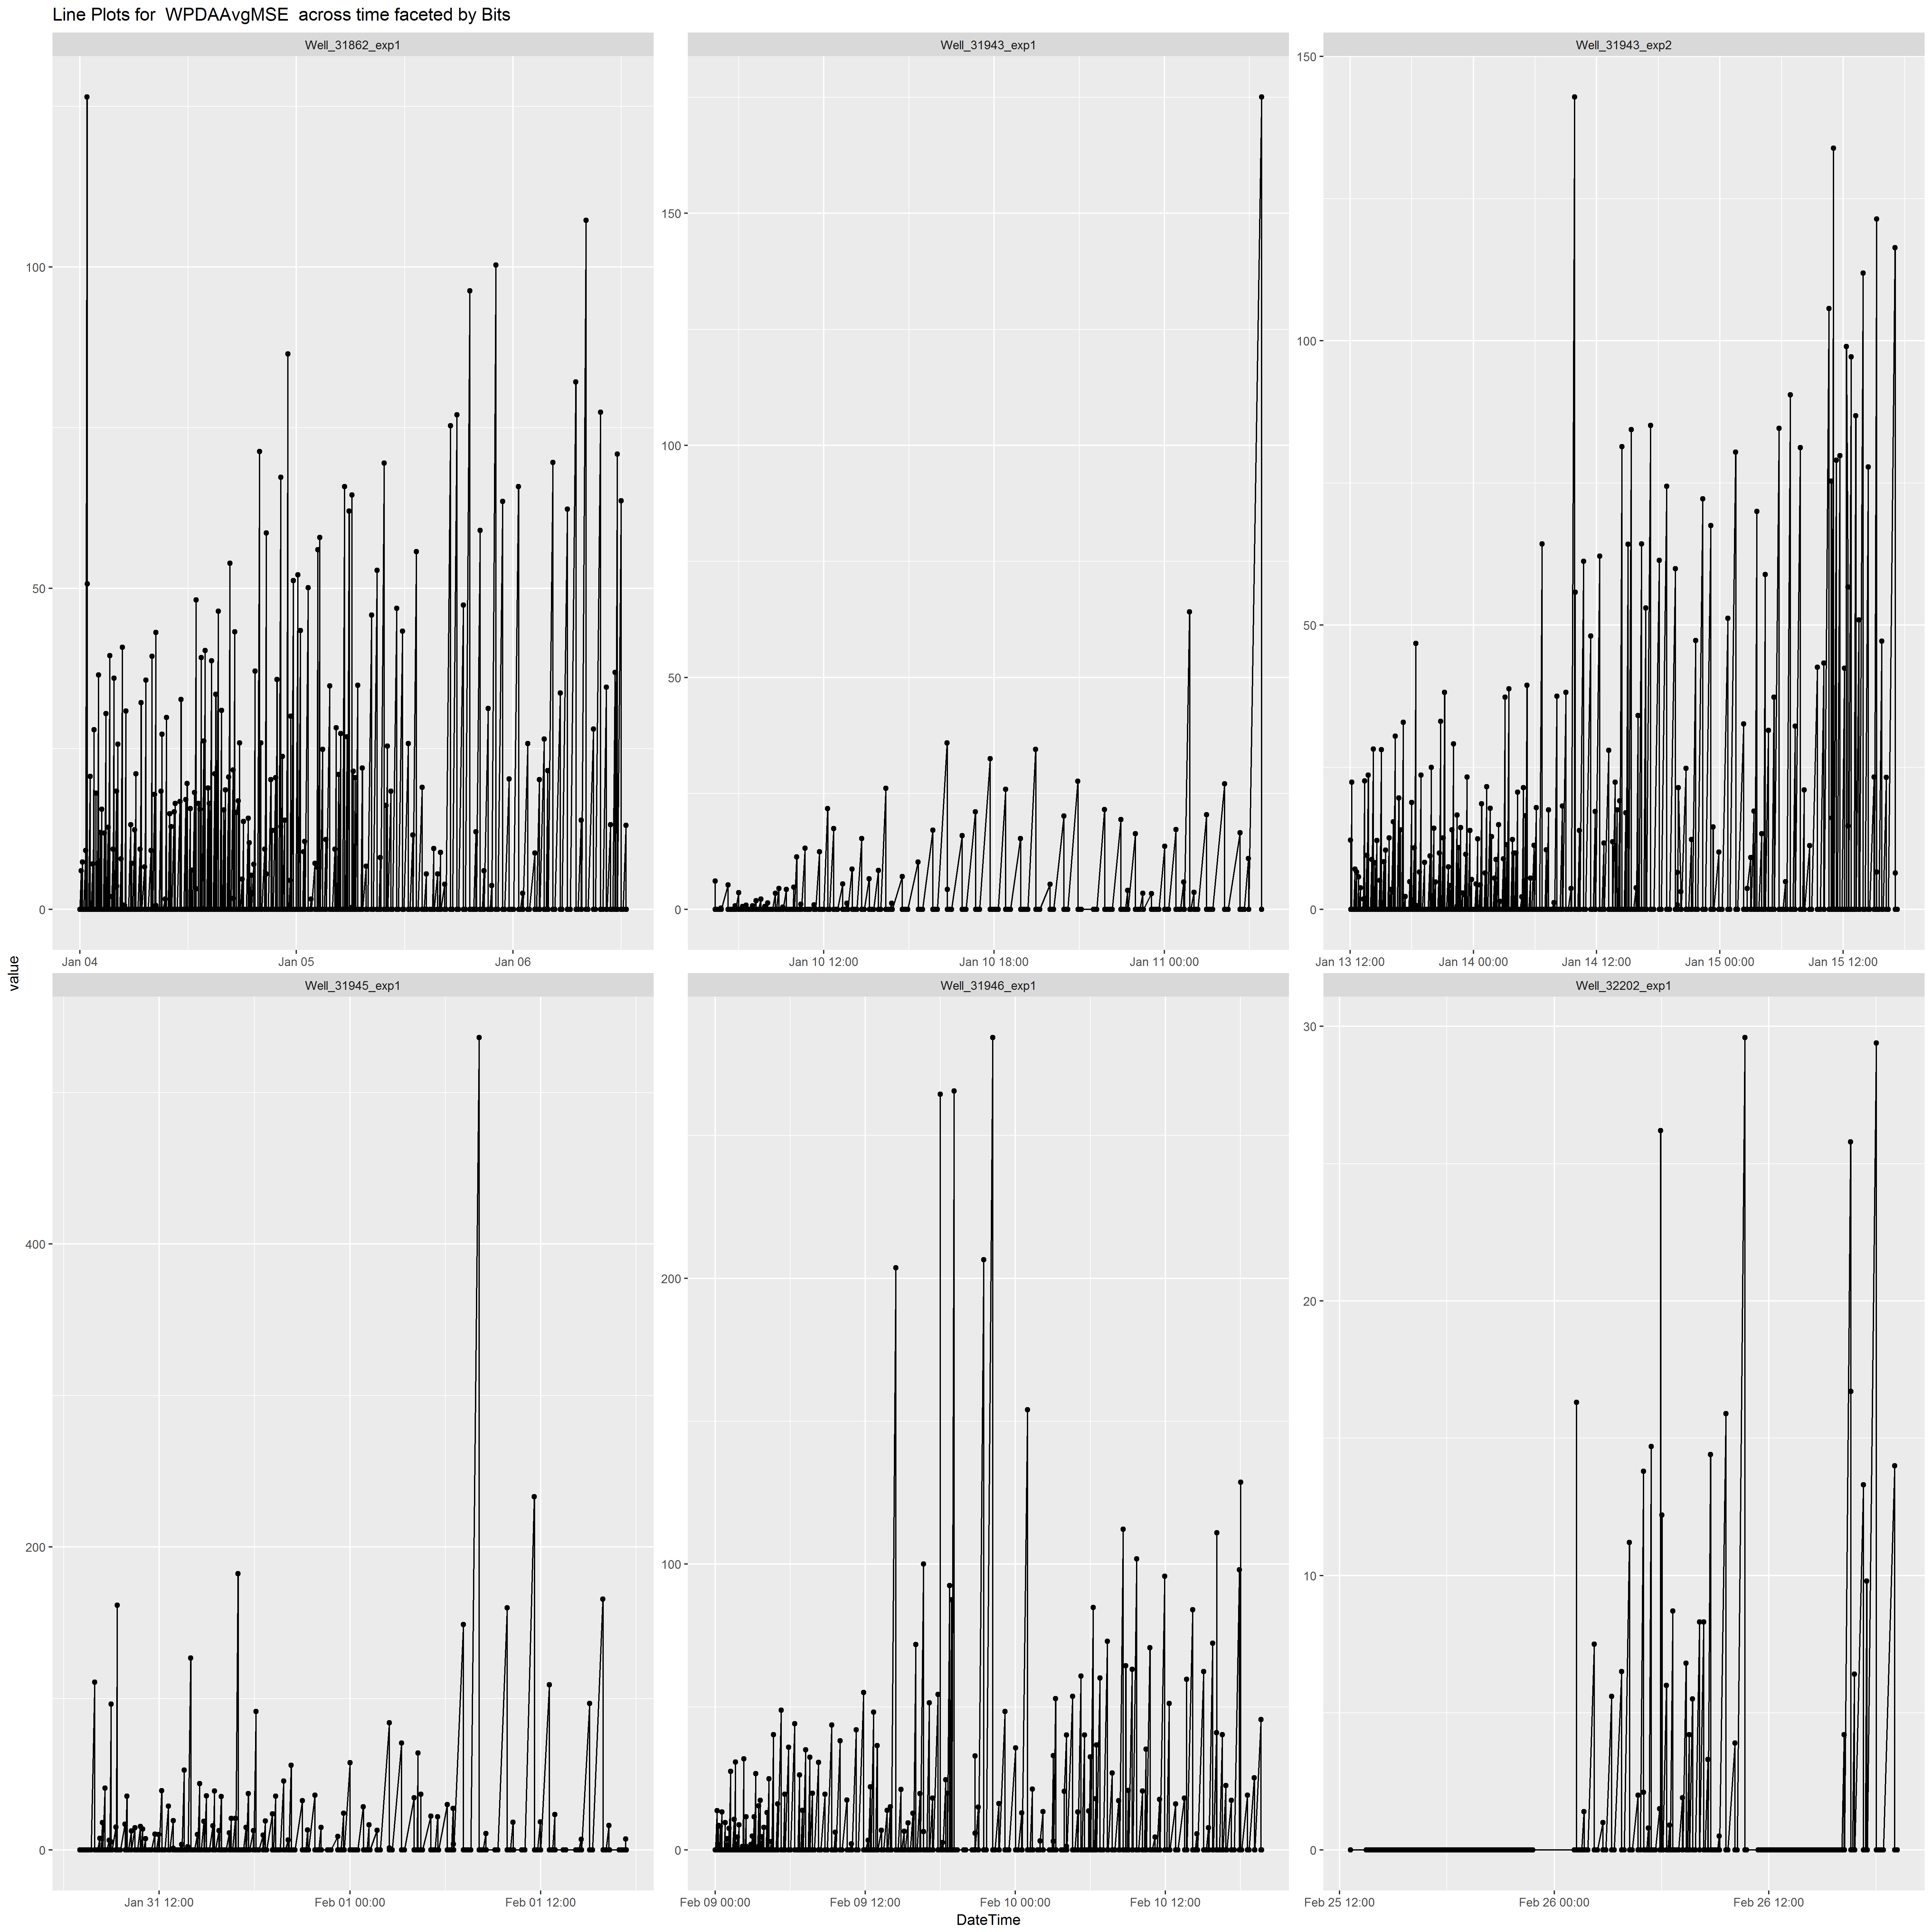 Line Plots for  WPDAAvgMSE  across time faceted by Bits
Well_31862_exp1
Well_31943_exp1
Well_31943_exp2
100
50
0
Jan 04
Jan 05
Jan 06
150
100
50
0
Jan 10 12:00
Jan 10 18:00
Jan 11 00:00
150
100
50
0
Jan 13 12:00
Jan 14 00:00
Jan 14 12:00
Jan 15 00:00
Jan 15 12:00
value
Well_31945_exp1
Well_31946_exp1
Well_32202_exp1
400
200
0
Jan 31 12:00
Feb 01 00:00
Feb 01 12:00
200
100
0
Feb 09 00:00
Feb 09 12:00
Feb 10 00:00
Feb 10 12:00
30
20
10
0
Feb 25 12:00
Feb 26 00:00
Feb 26 12:00
DateTime